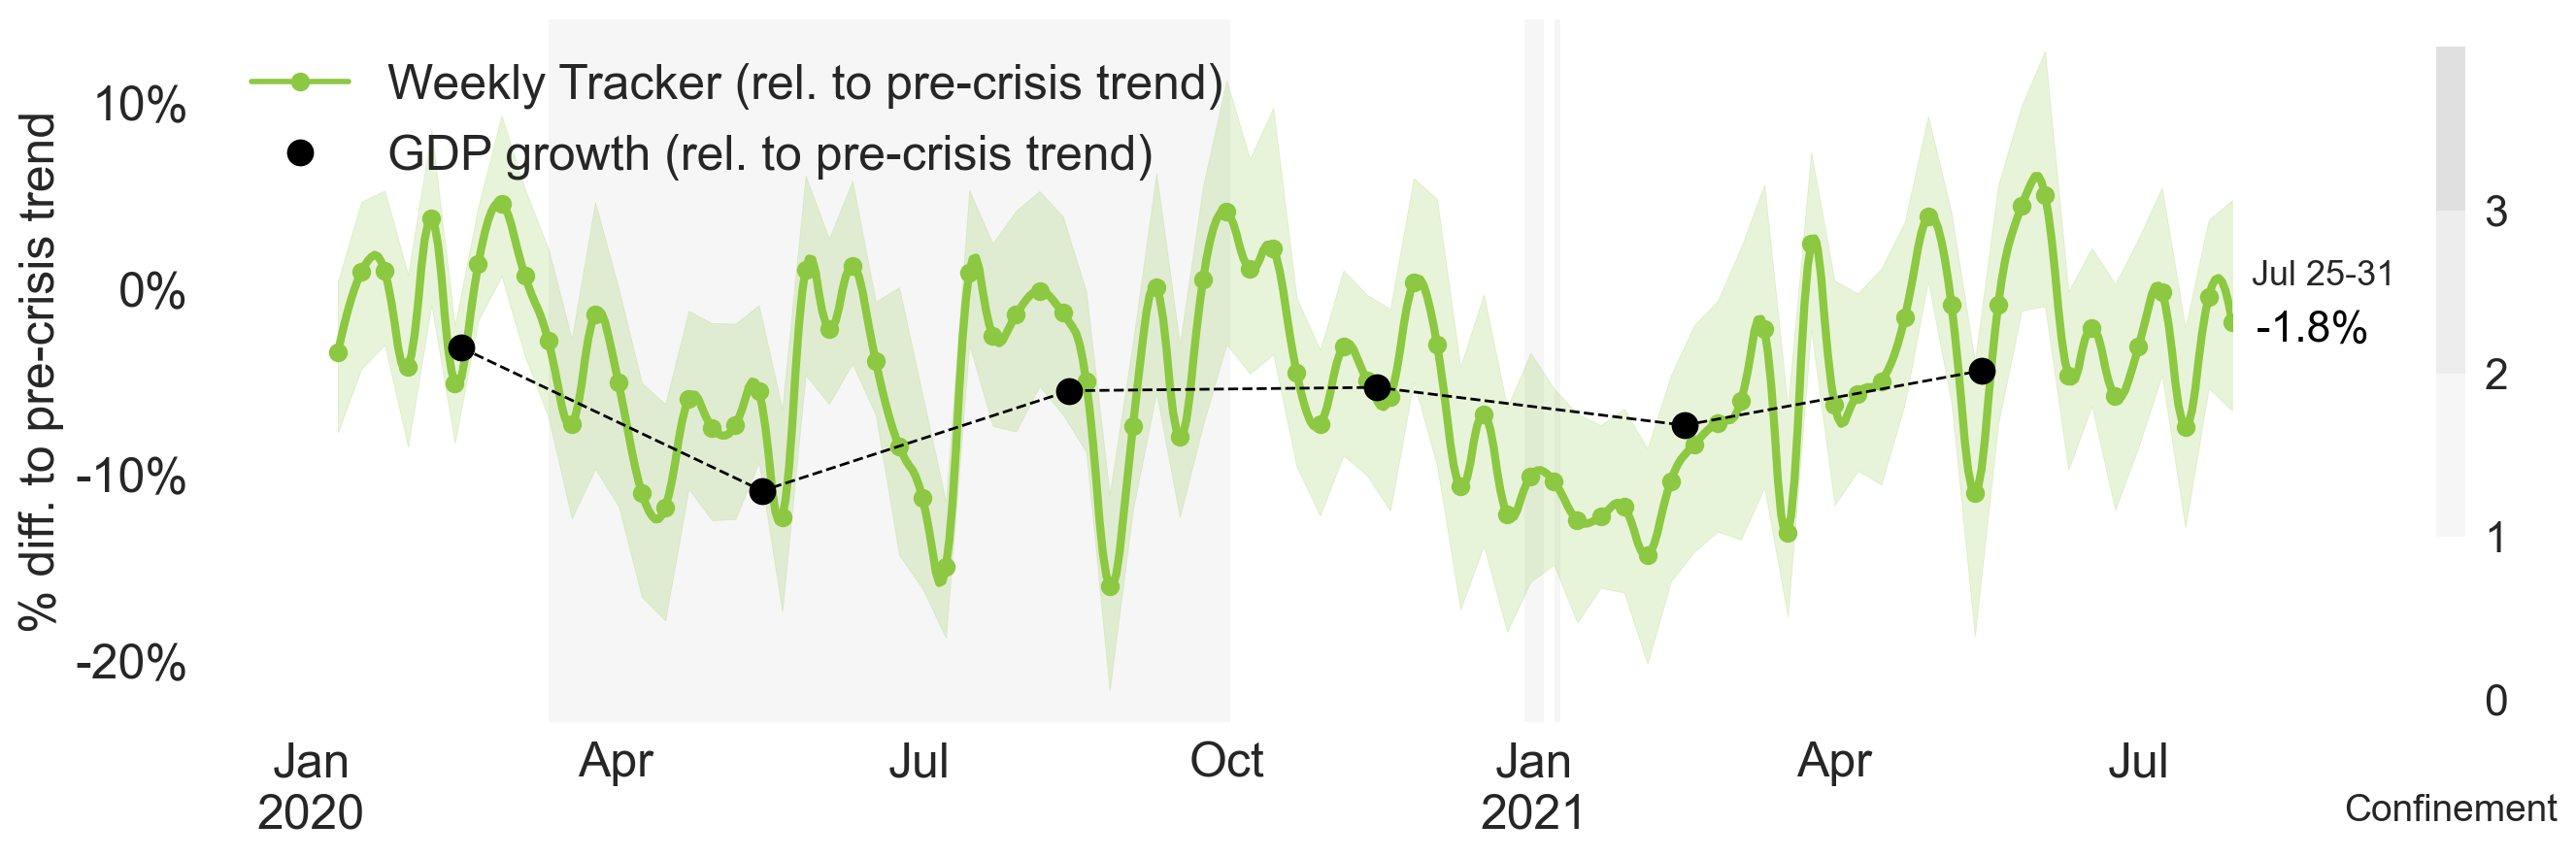 Weekly Tracker (rel. to pre-crisis trend)
GDP growth (rel. to pre-crisis trend)
% diff. to pre-crisis trend
10%
0%
-10%
-20%
Jan
2020
Apr
Jul
Oct
Jan
2021
Apr
Jul
Jul 25-31
-1.8%
3
2
1
0
Confinement